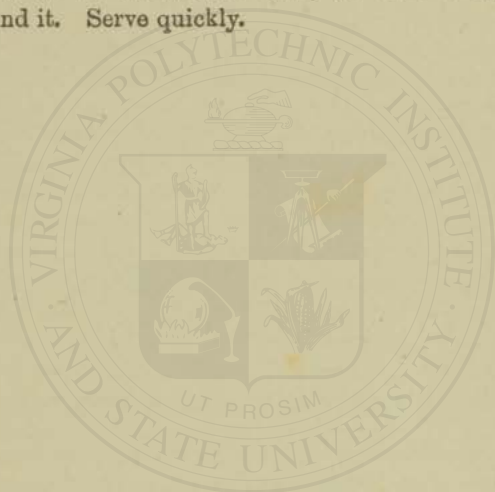 nd it. Serve quickly.
VIRGINIA POLYTECHNIC INSTITUTE
AND STATE UNIVERSITY
UT PROSIM